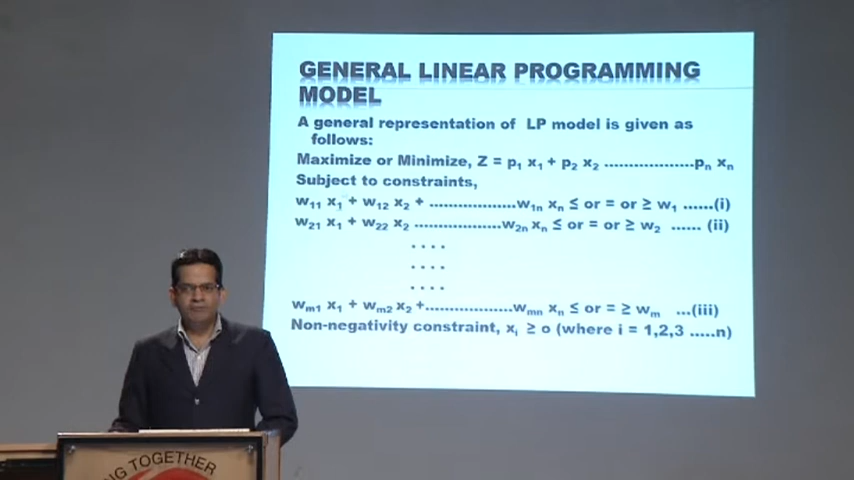 GENERAL LINEAR PROGRAMMING
MODEL
A general representation of LP model is given as
follows:
Maximize or Minimize, Z = p₁ x₁ + p₂ x₂ ...................pₙ xₙ
Subject to constraints,
w₁₁ x₁ + w₁₂ x₂ + ..................w₁ₙ xₙ ≤ or = or ≥ w₁ ......(i)
w₂₁ x₁ + w₂₂ x₂ ..................w₂ₙ xₙ ≤ or = or ≥ w₂ ...... (ii)
. . . .
. . . .
. . . .
wₘ₁ x₁ + wₘ₂ x₂ +..................wₘₙ xₙ ≤ or = ≥ wₘ ...(iii)
Non-negativity constraint, xᵢ ≥ o (where i = 1,2,3 .....n)
NG TOGETHER